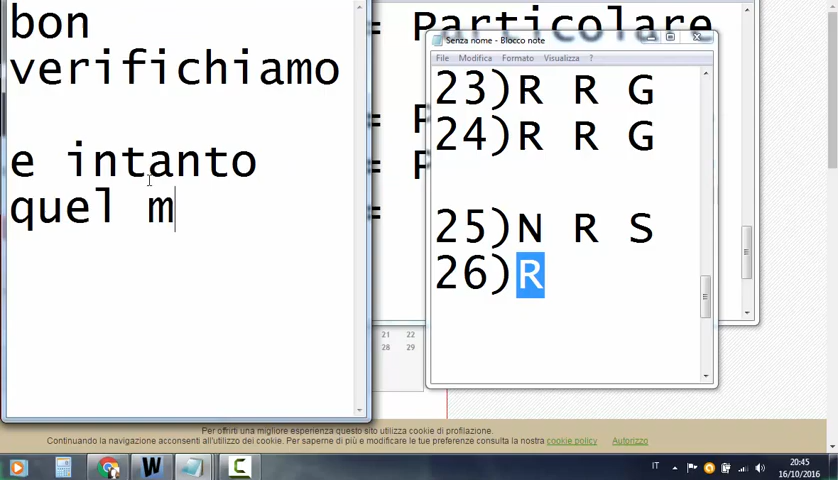 bon
verifichiamo
e intanto
quel m
= Particolare
= P
= P
=
Senza nome - Blocco note
File Modifica Formato Visualizza ?
23)R R G
24)R R G
25)N R S
26)R
21 22
28 29
Per offrirti una migliore esperienza questo sito utilizza cookie di profilazione.
Continuando la navigazione acconsenti all'utilizzo dei cookie. Per saperne di più e modificare le tue preferenze consulta la nostra cookie policy Autorizzo
IT
20:45
16/10/2016